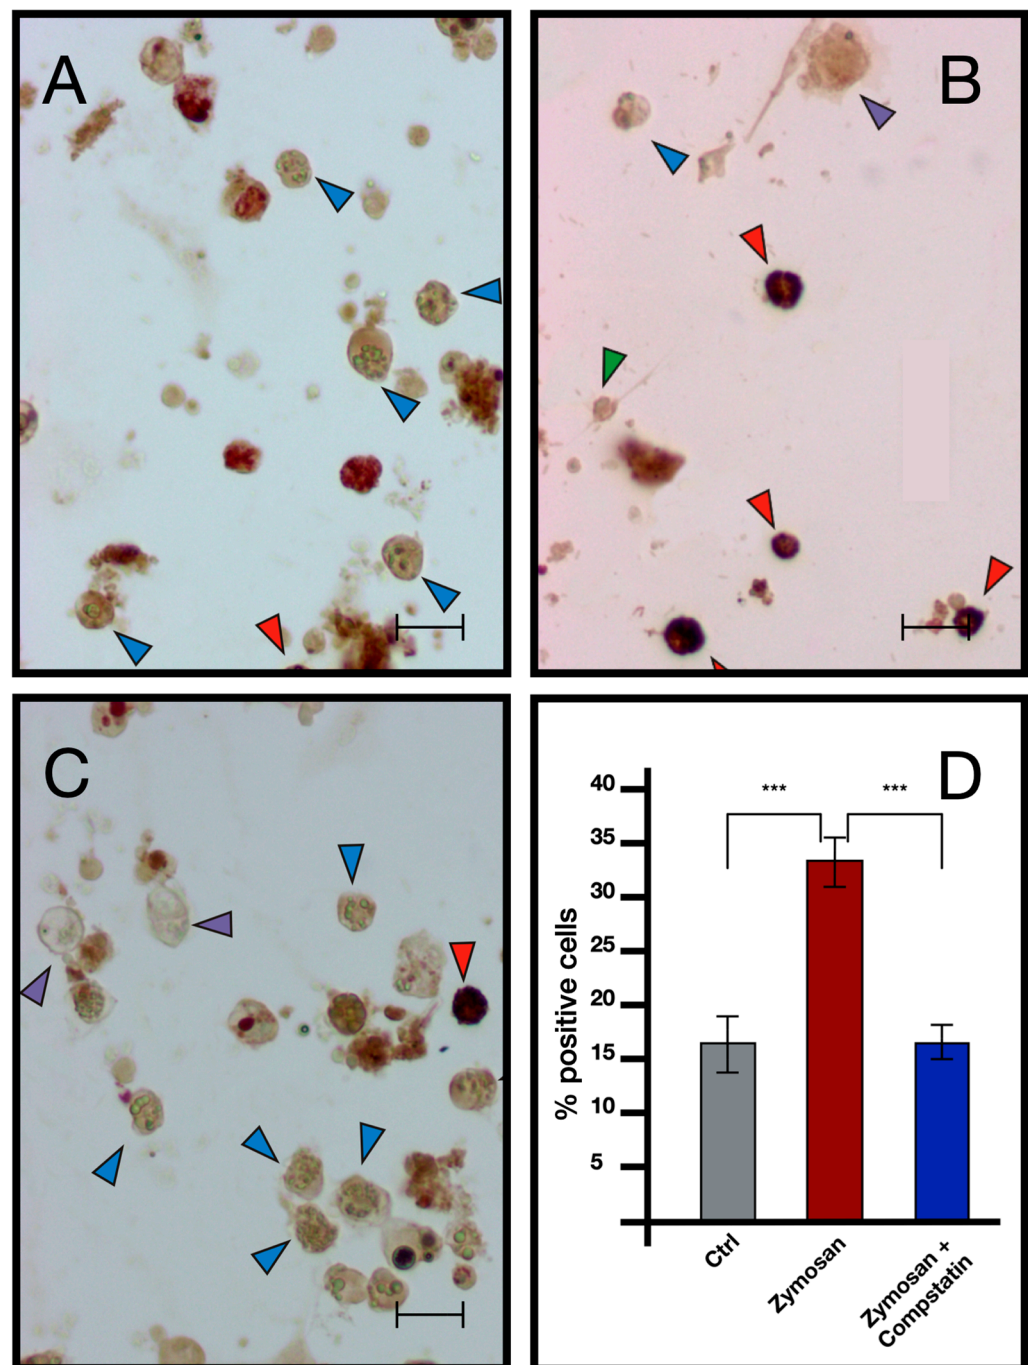 A
B
C
D
40
35
30
25
20
15
10
5
% positive cells
***
***
Ctrl
Zymosan
Zymosan +
Compstatin